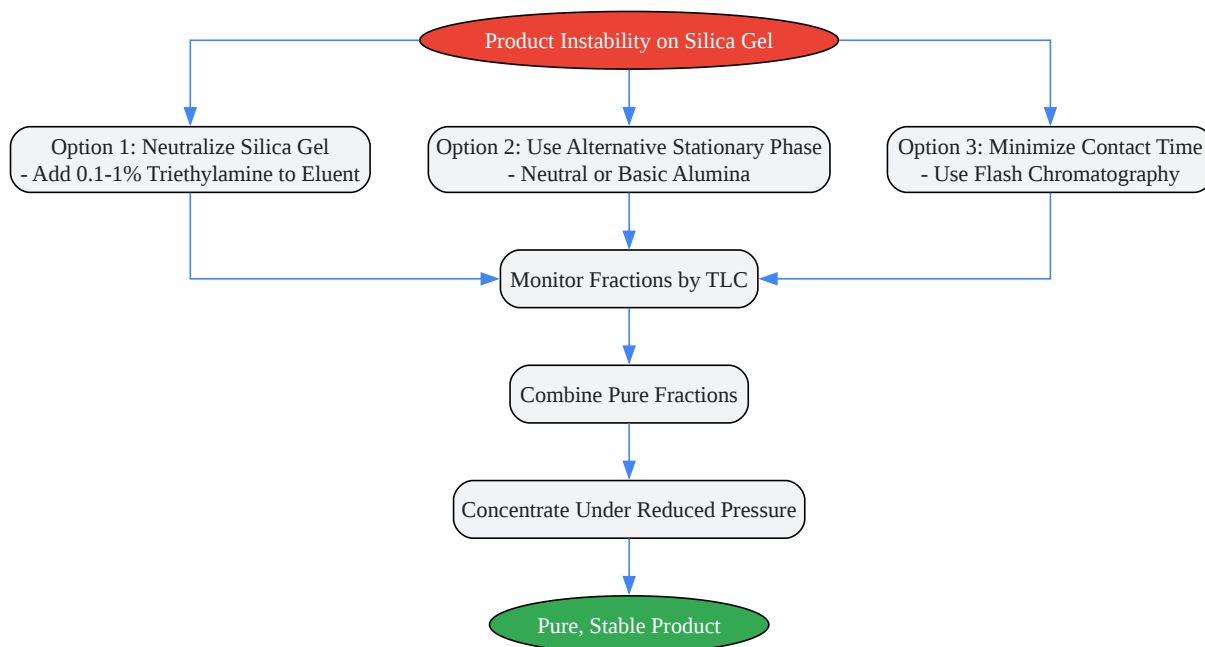 Product Instability on Silica Gel
Option 1: Neutralize Silica Gel
- Add 0.1-1% Triethylamine to Eluent
Option 2: Use Alternative Stationary Phase
- Neutral or Basic Alumina
Option 3: Minimize Contact Time
- Use Flash Chromatography
Monitor Fractions by TLC
Combine Pure Fractions
Concentrate Under Reduced Pressure
Pure, Stable Product